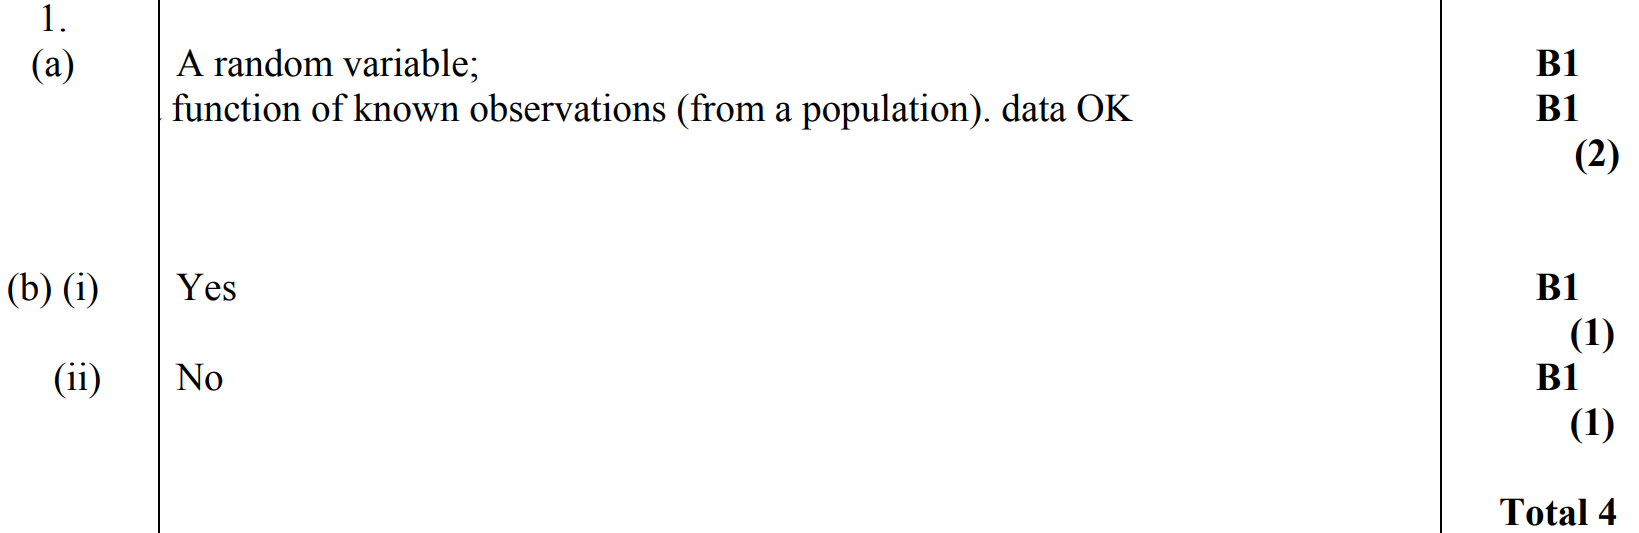 1.
(a) A random variable; B1
function of known observations (from a population). data OK B1
(2)
(b) (i) Yes B1
(1)
(ii) No B1
(1)
Total 4